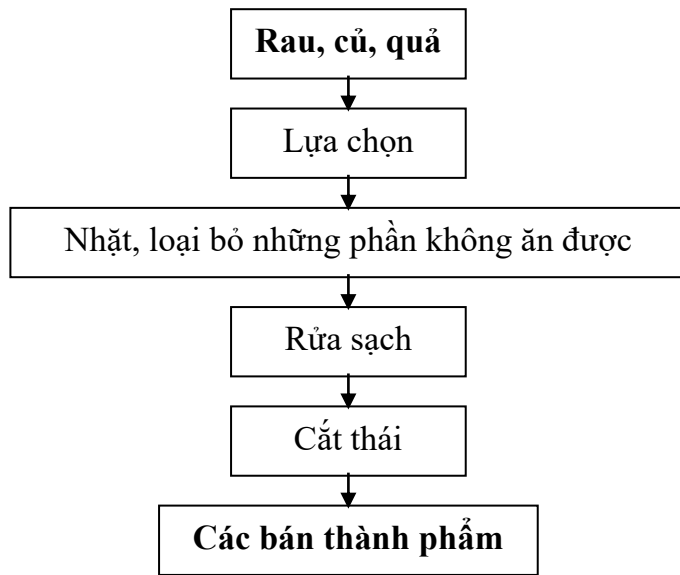 Rau, củ, quả
Lựa chọn
Nhặt, loại bỏ những phần không ăn được
Rửa sạch
Cắt thái
Các bán thành phẩm